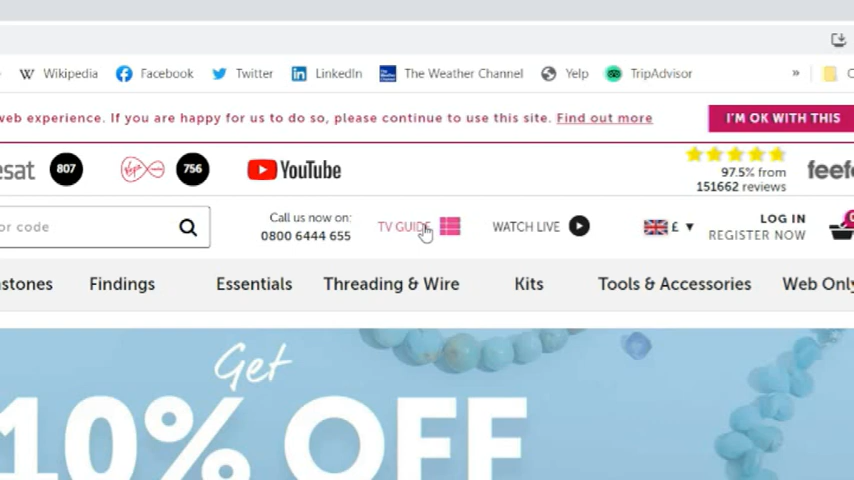 Wikipedia Facebook Twitter LinkedIn The Weather Channel Yelp TripAdvisor »
web experience. If you are happy for us to do so, please continue to use this site. Find out more I'M OK WITH THIS
esat 807 Virgin 756 YouTube 97.5% from feefo
151662 reviews
or code Call us now on: TV GUIDE WATCH LIVE £ LOG IN
0800 6444 655 REGISTER NOW
stones Findings Essentials Threading & Wire Kits Tools & Accessories Web Only
Get
10% OFF